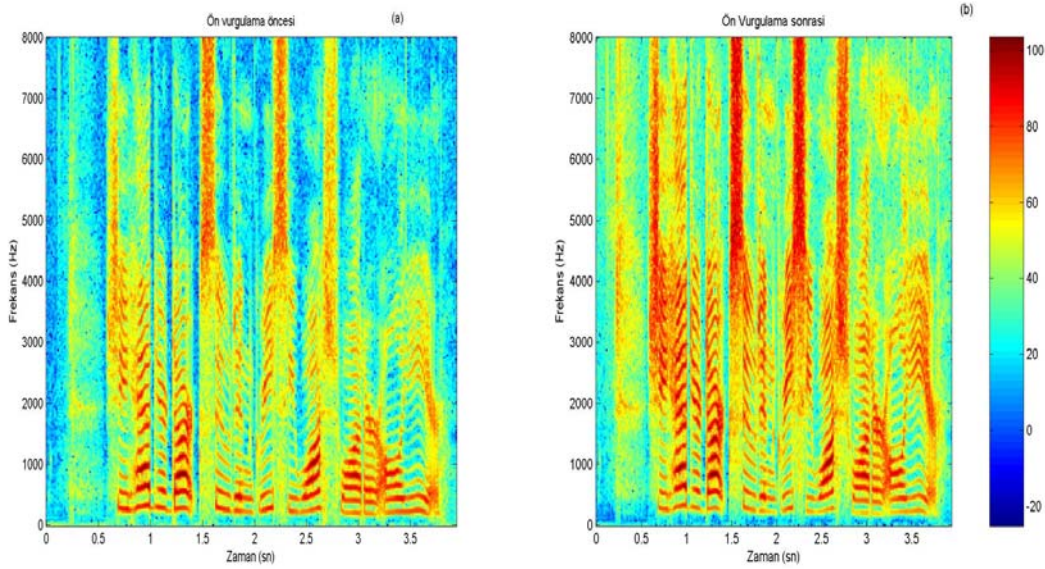 Ön vurgulama öncesi
(a)
8000
7000
6000
5000
4000
3000
2000
1000
0
Frekans (Hz)
0 0.5 1 1.5 2 2.5 3 3.5
Zaman (sn)
Ön Vurgulama sonrasi
(b)
8000
7000
6000
5000
4000
3000
2000
1000
0
Frekans (Hz)
0 0.5 1 1.5 2 2.5 3 3.5
Zaman (sn)
100
80
60
40
20
0
-20